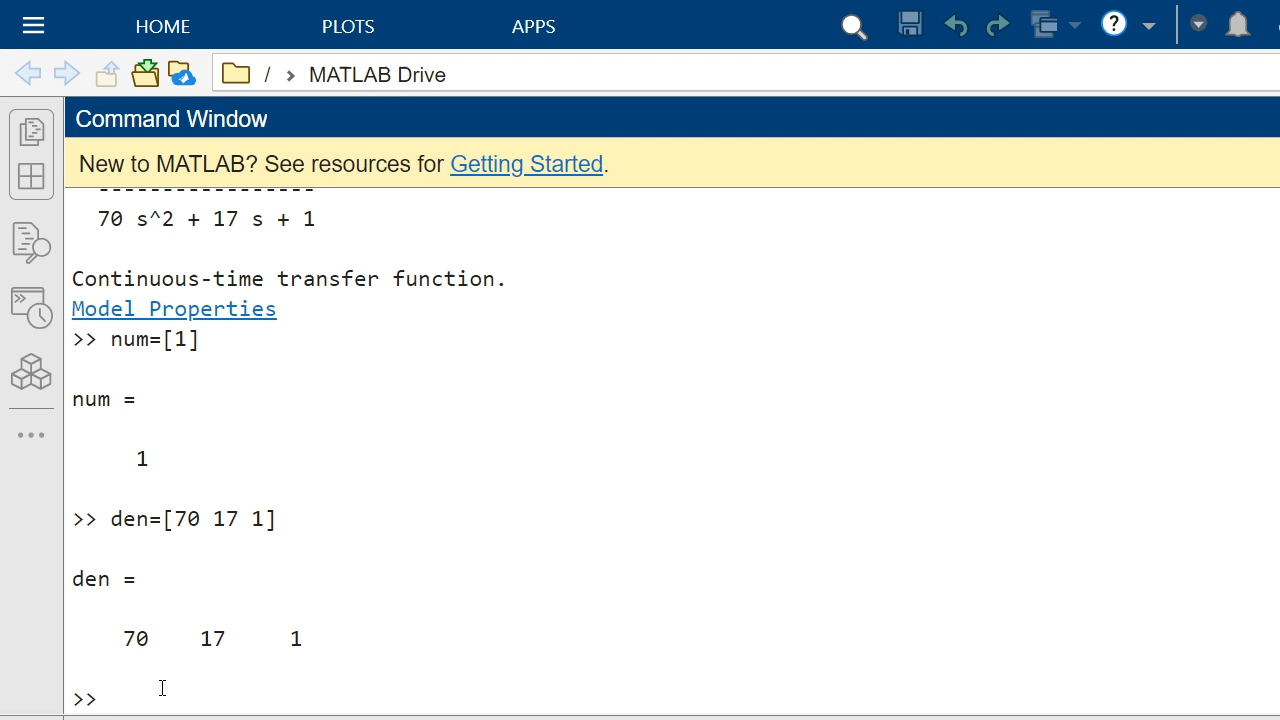 HOME PLOTS APPS
/ > MATLAB Drive
Command Window
New to MATLAB? See resources for Getting Started.
-----------------
70 s^2 + 17 s + 1
Continuous-time transfer function.
Model Properties
>> num=[1]
num =
1
>> den=[70 17 1]
den =
70 17 1
>>